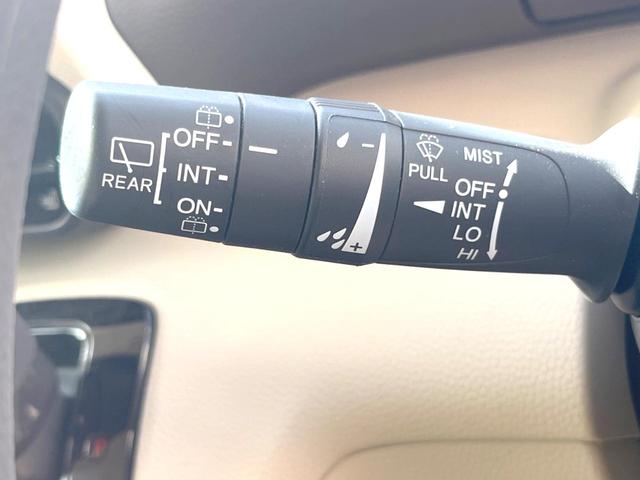 REAR
OFF-
INT-
ON-
-
+
PULL
MIST
OFF
INT
LO
HI